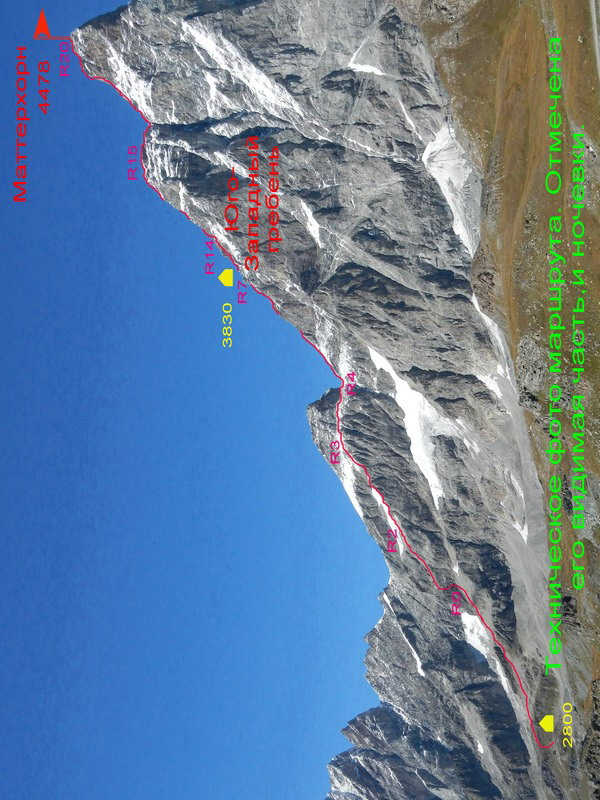 Маттерхорн
4478
R20
R15
R14
3830
R7
Юго-
Западный
гребень
R3
R4
R2
R0
2800
Техническое фото маршрута. Отмечена
его видимая часть,и ночевки